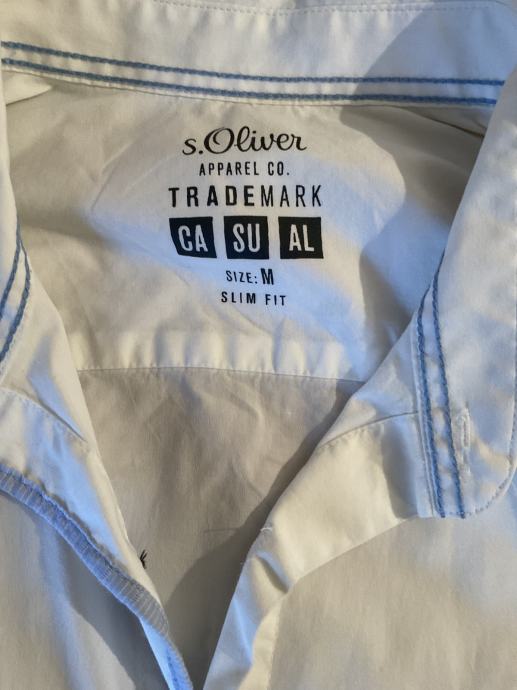 s.Oliver
APPAREL CO.
TRADEMARK
CA SU AL
SIZE: M
SLIM FIT